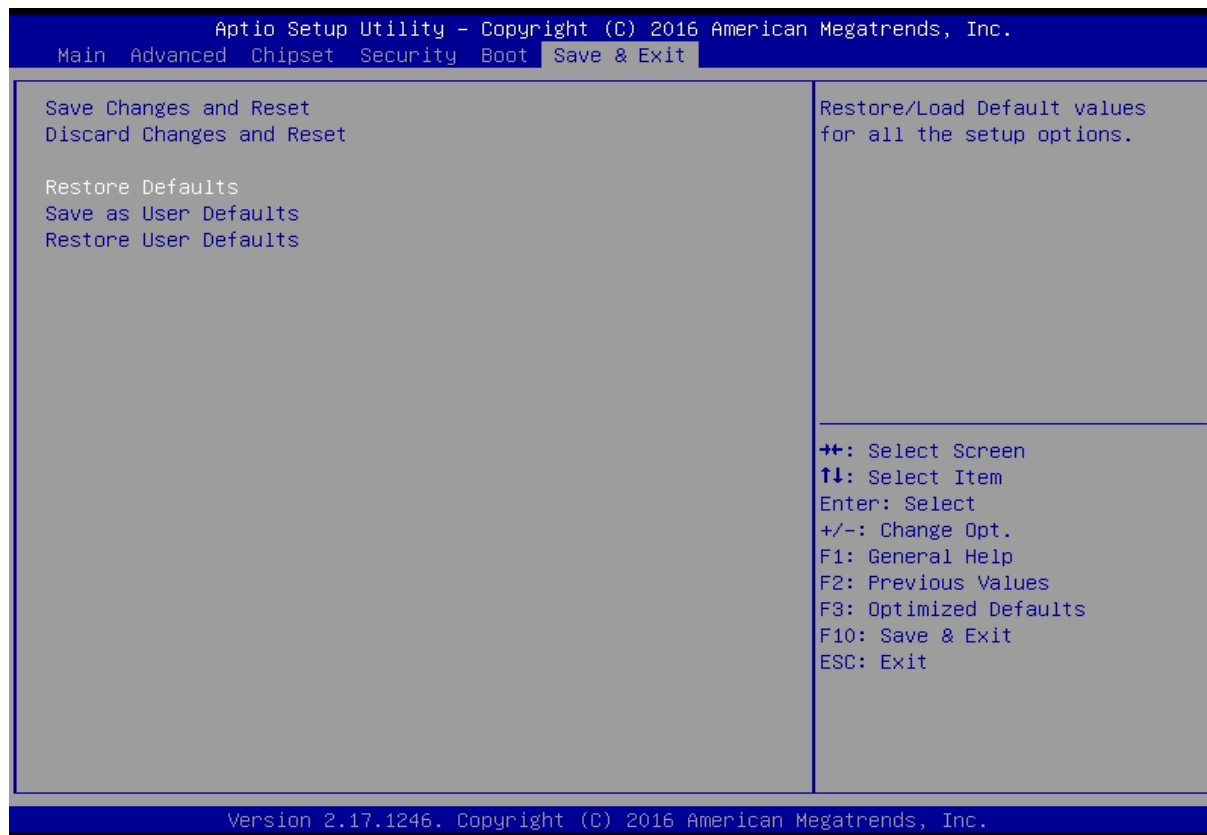 Aptio Setup Utility – Copyright (C) 2016 American Megatrends, Inc.
Main Advanced Chipset Security Boot Save & Exit
Save Changes and Reset
Discard Changes and Reset
Restore Defaults
Save as User Defaults
Restore User Defaults
Restore/Load Default values
for all the setup options.
→←: Select Screen
↑↓: Select Item
Enter: Select
+/-: Change Opt.
F1: General Help
F2: Previous Values
F3: Optimized Defaults
F10: Save & Exit
ESC: Exit
Version 2.17.1246. Copyright (C) 2016 American Megatrends, Inc.